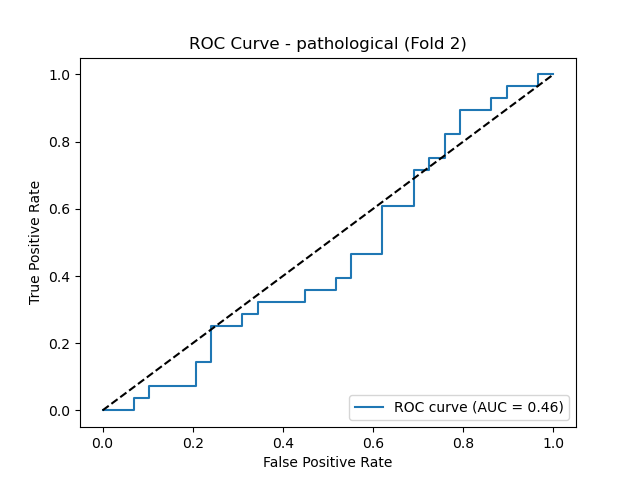 ROC Curve - pathological (Fold 2)
1.0
0.8
0.6
0.4
0.2
0.0
True Positive Rate
ROC curve (AUC = 0.46)
0.0 0.2 0.4 0.6 0.8 1.0
False Positive Rate